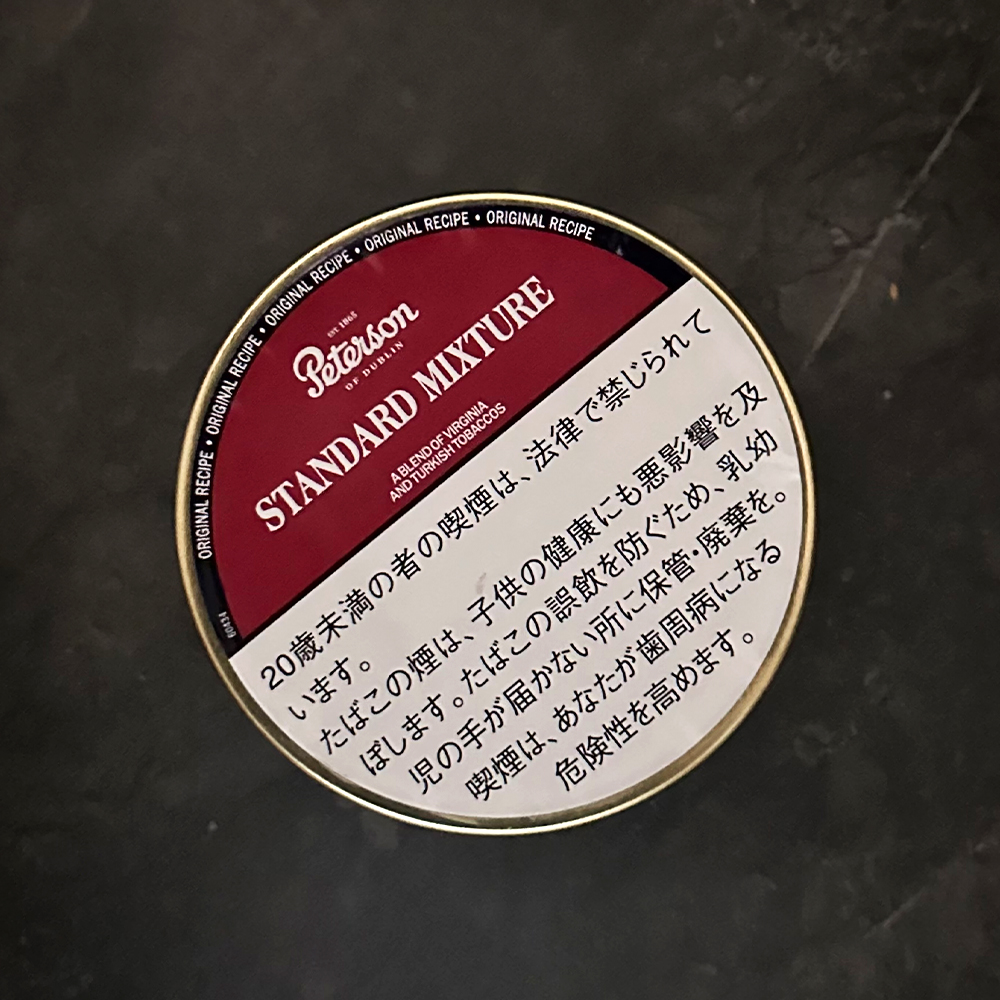 ORIGINAL RECIPE • ORIGINAL RECIPE • ORIGINAL RECIPE • ORIGINAL RECIPE • ORIGINAL RECIPE
EST 1865
Peterson
OF DUBLIN
STANDARD MIXTURE
A BLEND OF VIRGINIA
AND TURKISH TOBACCOS
60434
20歳未満の者の喫煙は、法律で禁じられて
います。
たばこの煙は、子供の健康にも悪影響を及
ぼします。たばこの誤飲を防ぐため、乳幼
児の手が届かない所に保管・廃棄を。
喫煙は、あなたが歯周病になる
危険性を高めます。